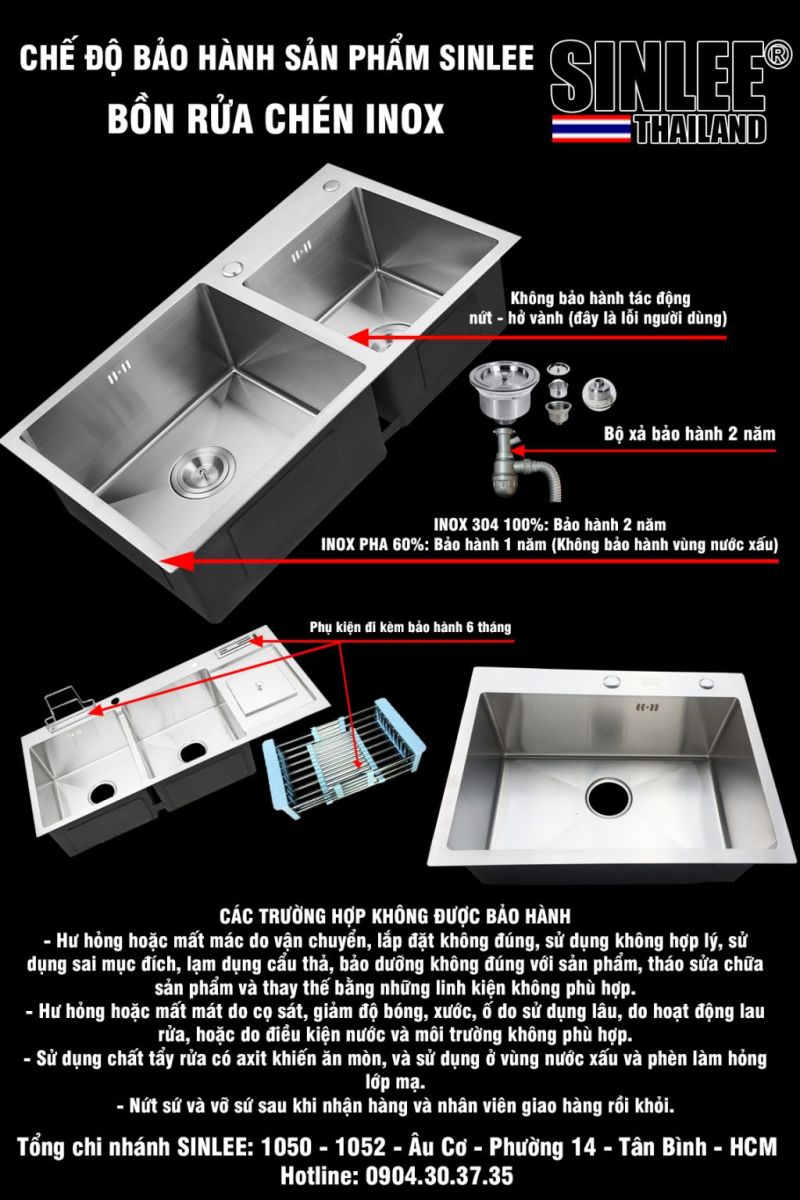 CHẾ ĐỘ BẢO HÀNH SẢN PHẨM SINLEE
BỒN RỬA CHÉN INOX
SINLEE®
THAILAND
Không bảo hành tác động
nứt - hở vành (đây là lỗi người dùng)
Bộ xả bảo hành 2 năm
INOX 304 100%: Bảo hành 2 năm
INOX PHA 60%: Bảo hành 1 năm (Không bảo hành vùng nước xấu)
Phụ kiện đi kèm bảo hành 6 tháng
CÁC TRƯỜNG HỢP KHÔNG ĐƯỢC BẢO HÀNH
- Hư hỏng hoặc mất mác do vận chuyển, lắp đặt không đúng, sử dụng không hợp lý, sử
dụng sai mục đích, lạm dụng cẩu thả, bảo dưỡng không đúng với sản phẩm, tháo sửa chữa
sản phẩm và thay thế bằng những linh kiện không phù hợp.
- Hư hỏng hoặc mất mát do cọ sát, giảm độ bóng, xước, ố do sử dụng lâu, do hoạt động lau
rửa, hoặc do điều kiện nước và môi trường không phù hợp.
- Sử dụng chất tẩy rửa có axit khiến ăn mòn, và sử dụng ở vùng nước xấu và phèn làm hỏng
lớp mạ.
- Nứt sứ và vỡ sứ sau khi nhận hàng và nhân viên giao hàng rồi khỏi.
Tổng chi nhánh SINLEE: 1050 - 1052 - Âu Cơ - Phường 14 - Tân Bình - HCM
Hotline: 0904.30.37.35